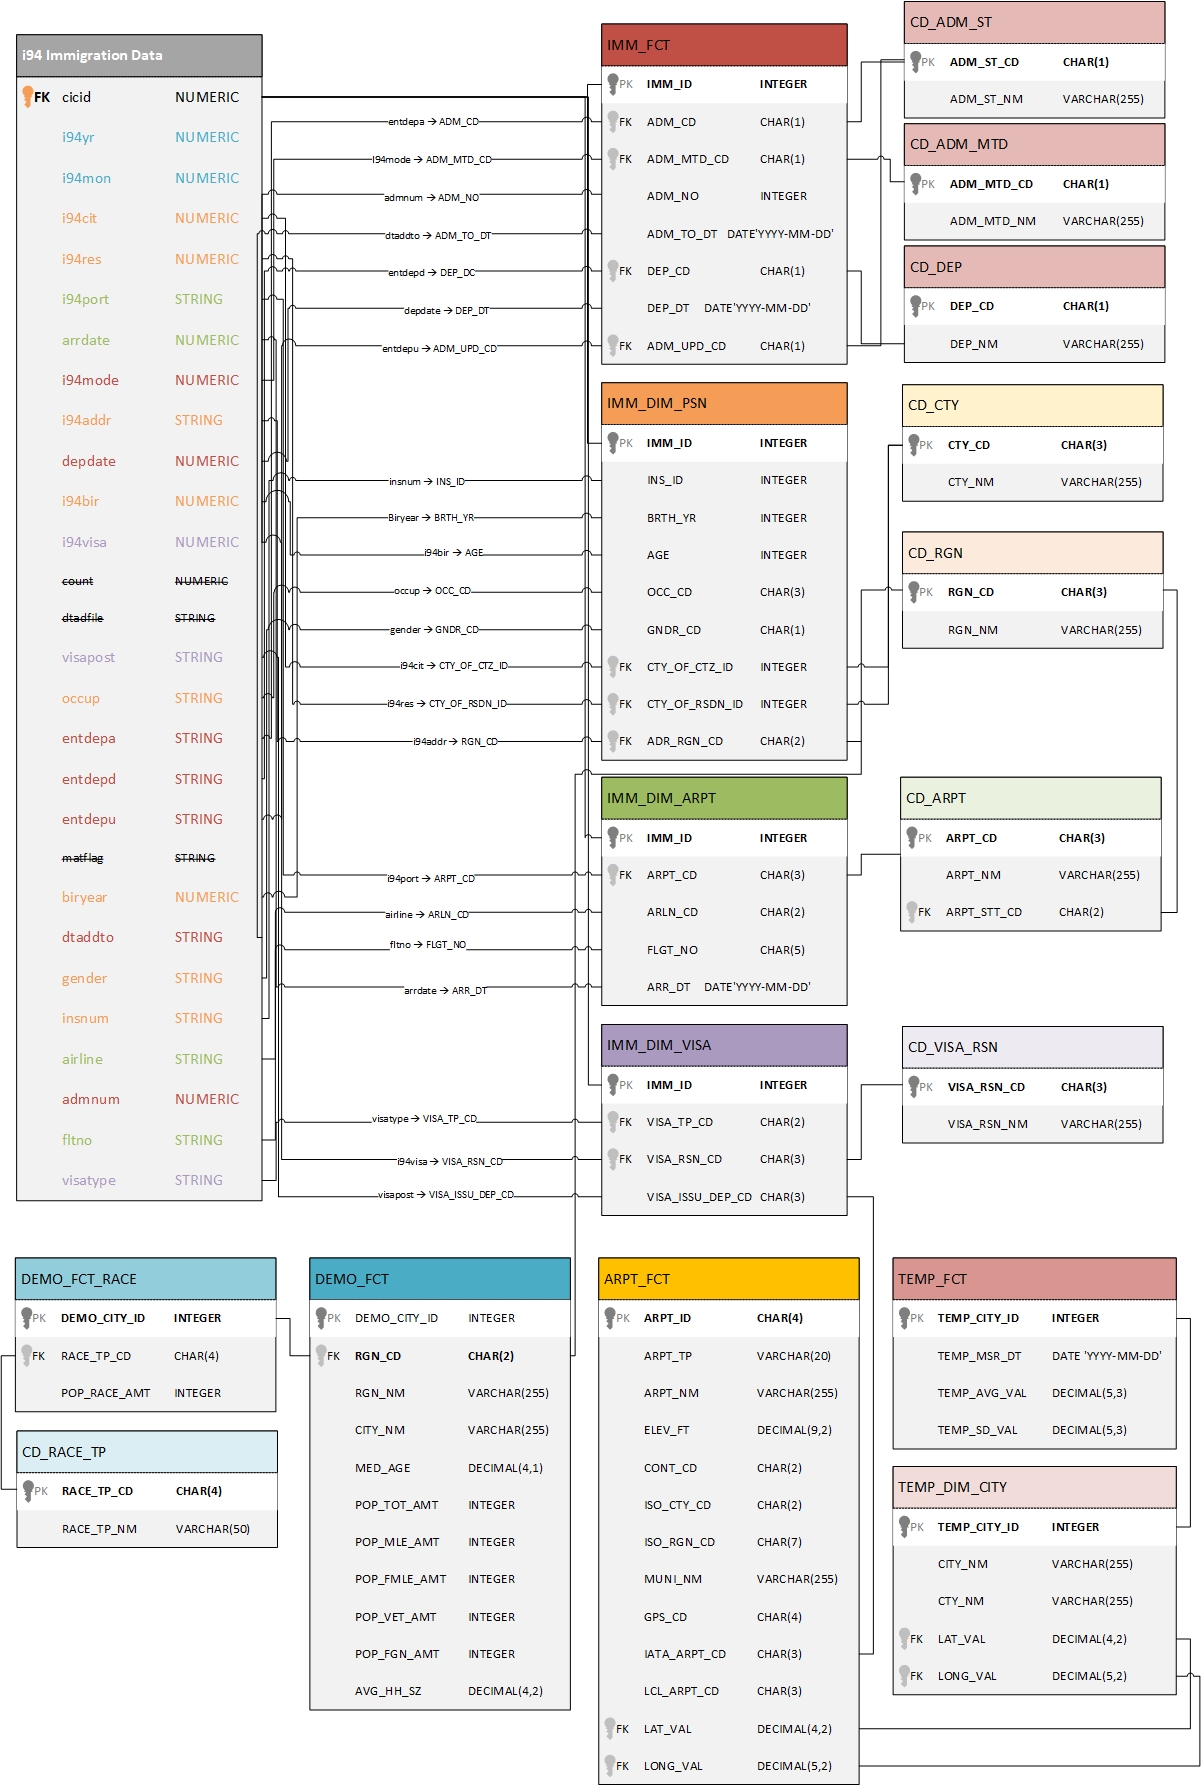 i94 Immigration Data
FK cicid NUMERIC
i94yr NUMERIC
i94mon NUMERIC
i94cit NUMERIC
i94res NUMERIC
i94port STRING
arrdate NUMERIC
i94mode NUMERIC
i94addr STRING
depdate NUMERIC
i94bir NUMERIC
i94visa NUMERIC
count NUMERIC
dtadfile STRING
visapost STRING
occup STRING
entdepa STRING
entdepd STRING
entdepu STRING
matflag STRING
biryear NUMERIC
dtaddto STRING
gender STRING
insnum STRING
airline STRING
admnum NUMERIC
fltno STRING
visatype STRING
entdepa → ADM_CD
I94mode → ADM_MTD_CD
admnum → ADM_NO
dtaddto → ADM_TO_DT
entdepd → DEP_DC
depdate → DEP_DT
entdepu → ADM_UPD_CD
insnum → INS_ID
Biryear → BRTH_YR
i94bir → AGE
occup → OCC_CD
gender → GNDR_CD
i94cit → CTY_OF_CTZ_ID
i94res → CTY_OF_RSDN_ID
i94addr → RGN_CD
i94port → ARPT_CD
airline → ARLN_CD
fltno → FLGT_NO
arrdate → ARR_DT
visatype → VISA_TP_CD
i94visa → VISA_RSN_CD
visapost → VISA_ISSU_DEP_CD
IMM_FCT
PK IMM_ID INTEGER
FK ADM_CD CHAR(1)
FK ADM_MTD_CD CHAR(1)
ADM_NO INTEGER
ADM_TO_DT DATE'YYYY-MM-DD'
FK DEP_CD CHAR(1)
DEP_DT DATE'YYYY-MM-DD'
FK ADM_UPD_CD CHAR(1)
IMM_DIM_PSN
PK IMM_ID INTEGER
INS_ID INTEGER
BRTH_YR INTEGER
AGE INTEGER
OCC_CD CHAR(3)
GNDR_CD CHAR(1)
FK CTY_OF_CTZ_ID INTEGER
FK CTY_OF_RSDN_ID INTEGER
FK ADR_RGN_CD CHAR(2)
IMM_DIM_ARPT
PK IMM_ID INTEGER
FK ARPT_CD CHAR(3)
ARLN_CD CHAR(2)
FLGT_NO CHAR(5)
ARR_DT DATE'YYYY-MM-DD'
IMM_DIM_VISA
PK IMM_ID INTEGER
FK VISA_TP_CD CHAR(2)
FK VISA_RSN_CD CHAR(3)
VISA_ISSU_DEP_CD CHAR(3)
CD_ADM_ST
PK ADM_ST_CD CHAR(1)
ADM_ST_NM VARCHAR(255)
CD_ADM_MTD
PK ADM_MTD_CD CHAR(1)
ADM_MTD_NM VARCHAR(255)
CD_DEP
PK DEP_CD CHAR(1)
DEP_NM VARCHAR(255)
CD_CTY
PK CTY_CD CHAR(3)
CTY_NM VARCHAR(255)
CD_RGN
PK RGN_CD CHAR(3)
RGN_NM VARCHAR(255)
CD_ARPT
PK ARPT_CD CHAR(3)
ARPT_NM VARCHAR(255)
FK ARPT_STT_CD CHAR(2)
CD_VISA_RSN
PK VISA_RSN_CD CHAR(3)
VISA_RSN_NM VARCHAR(255)
DEMO_FCT_RACE
PK DEMO_CITY_ID INTEGER
FK RACE_TP_CD CHAR(4)
POP_RACE_AMT INTEGER
CD_RACE_TP
PK RACE_TP_CD CHAR(4)
RACE_TP_NM VARCHAR(50)
DEMO_FCT
PK DEMO_CITY_ID INTEGER
FK RGN_CD CHAR(2)
RGN_NM VARCHAR(255)
CITY_NM VARCHAR(255)
MED_AGE DECIMAL(4,1)
POP_TOT_AMT INTEGER
POP_MLE_AMT INTEGER
POP_FMLE_AMT INTEGER
POP_VET_AMT INTEGER
POP_FGN_AMT INTEGER
AVG_HH_SZ DECIMAL(4,2)
ARPT_FCT
PK ARPT_ID CHAR(4)
ARPT_TP VARCHAR(20)
ARPT_NM VARCHAR(255)
ELEV_FT DECIMAL(9,2)
CONT_CD CHAR(2)
ISO_CTY_CD CHAR(2)
ISO_RGN_CD CHAR(7)
MUNI_NM VARCHAR(255)
GPS_CD CHAR(4)
IATA_ARPT_CD CHAR(3)
LCL_ARPT_CD CHAR(3)
FK LAT_VAL DECIMAL(4,2)
FK LONG_VAL DECIMAL(5,2)
TEMP_FCT
PK TEMP_CITY_ID INTEGER
TEMP_MSR_DT DATE 'YYYY-MM-DD'
TEMP_AVG_VAL DECIMAL(5,3)
TEMP_SD_VAL DECIMAL(5,3)
TEMP_DIM_CITY
PK TEMP_CITY_ID INTEGER
CITY_NM VARCHAR(255)
CTY_NM VARCHAR(255)
FK LAT_VAL DECIMAL(4,2)
FK LONG_VAL DECIMAL(5,2)